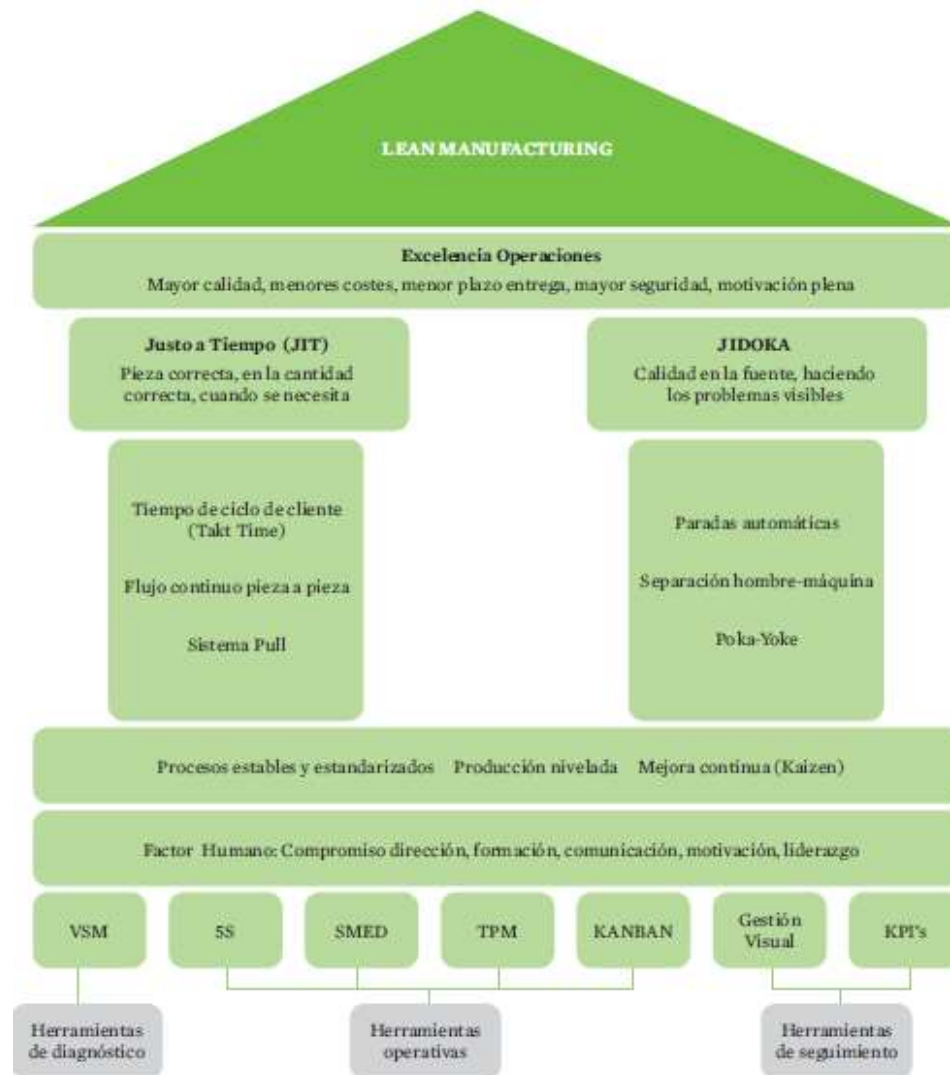 LEAN MANUFACTURING
Excelencia Operaciones
Mayor calidad, menores costes, menor plazo entrega, mayor seguridad, motivación plena
Justo a Tiempo (JIT)
Pieza correcta, en la cantidad
correcta, cuando se necesita
JIDOKA
Calidad en la fuente, haciendo
los problemas visibles
Tiempo de ciclo de cliente
(Takt Time)
Flujo continuo pieza a pieza
Sistema Pull
Paradas automáticas
Separación hombre-máquina
Poka-Yoke
Procesos estables y estandarizados Producción nivelada Mejora continua (Kaizen)
Factor Humano: Compromiso dirección, formación, comunicación, motivación, liderazgo
VSM
5S
SMED
TPM
KANBAN
Gestión
Visual
KPI's
Herramientas
de diagnóstico
Herramientas
operativas
Herramientas
de seguimiento